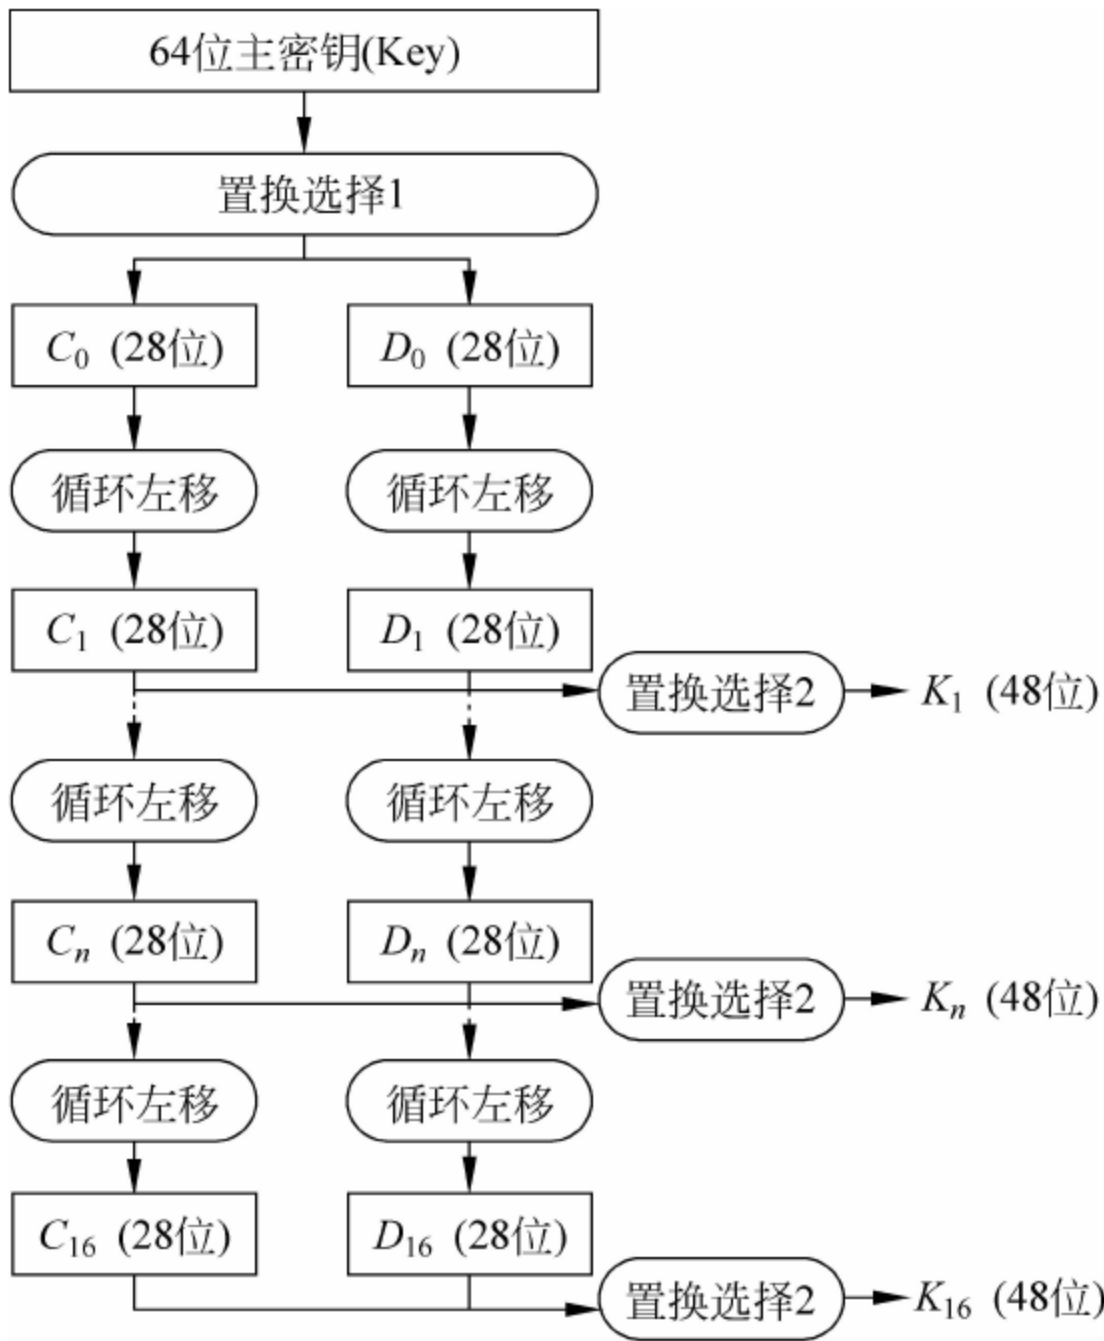 64位主密钥(Key)
置换选择1
C₀ (28位) D₀ (28位)
循环左移 循环左移
C₁ (28位) D₁ (28位)
置换选择2 K₁ (48位)
循环左移 循环左移
Cₙ (28位) Dₙ (28位)
置换选择2 Kₙ (48位)
循环左移 循环左移
C₁₆ (28位) D₁₆ (28位)
置换选择2 K₁₆ (48位)